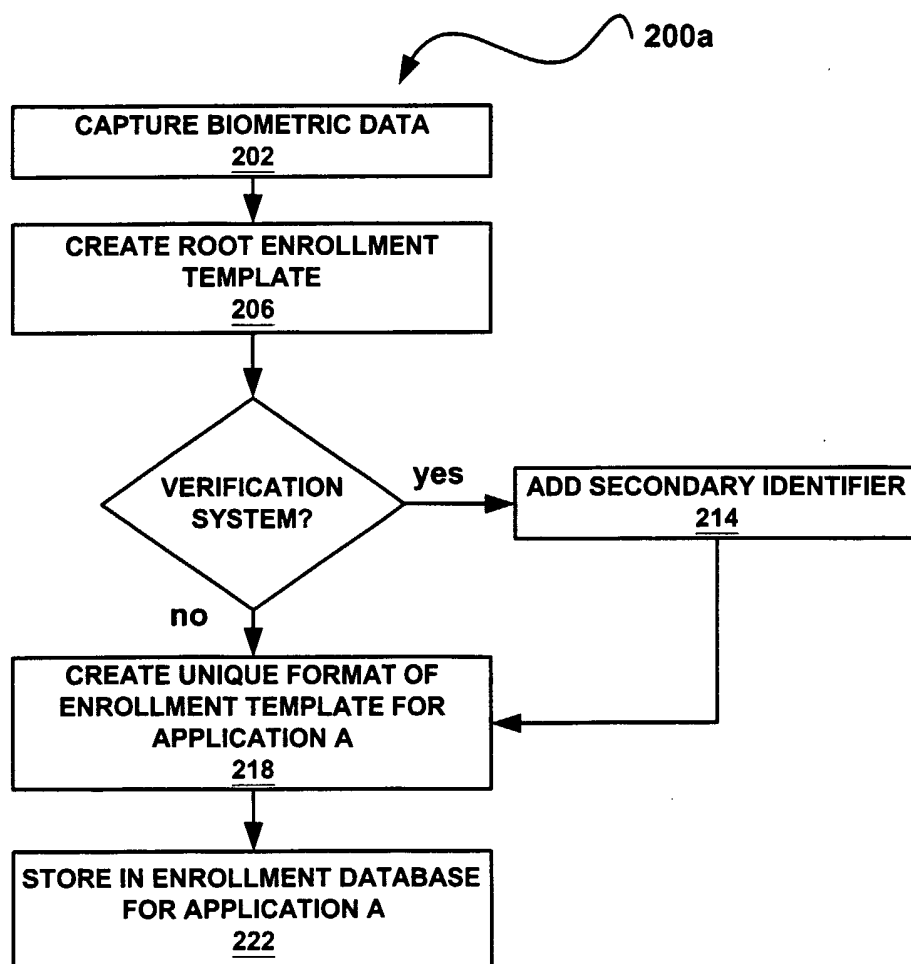 200a
CAPTURE BIOMETRIC DATA
202
CREATE ROOT ENROLLMENT
TEMPLATE
206
VERIFICATION
SYSTEM?
yes
ADD SECONDARY IDENTIFIER
214
no
CREATE UNIQUE FORMAT OF
ENROLLMENT TEMPLATE FOR
APPLICATION A
218
STORE IN ENROLLMENT DATABASE
FOR APPLICATION A
222